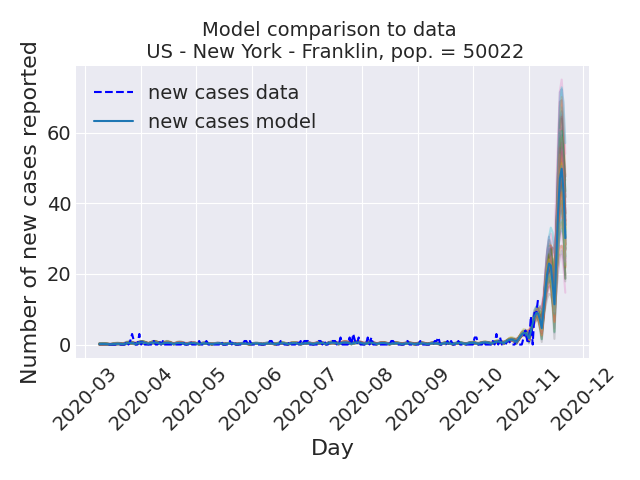 Model comparison to data
US - New York - Franklin, pop. = 50022
Number of new cases reported
new cases data
new cases model
60
40
20
0
2020-03
2020-04
2020-05
2020-06
2020-07
2020-08
2020-09
2020-10
2020-11
2020-12
Day